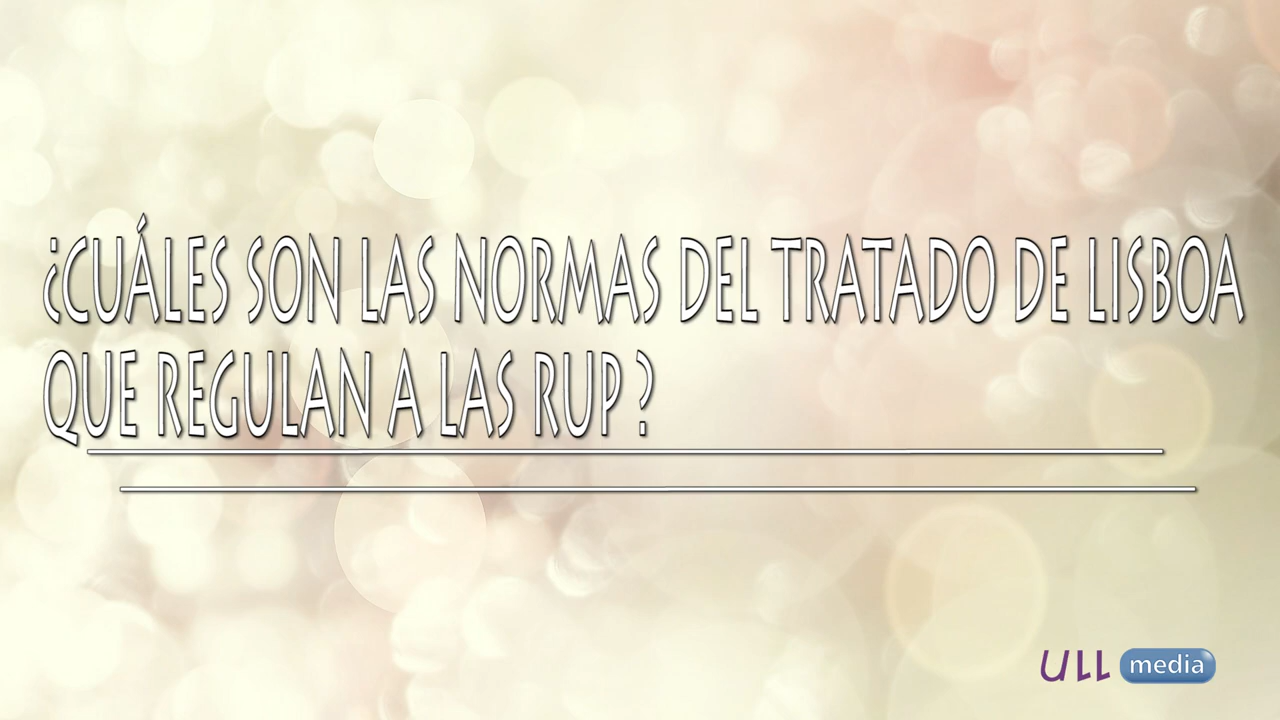 ¿CUÁLES SON LAS NORMAS DEL TRATADO DE LISBOA
QUE REGULAN A LAS RUP ?
ULL media